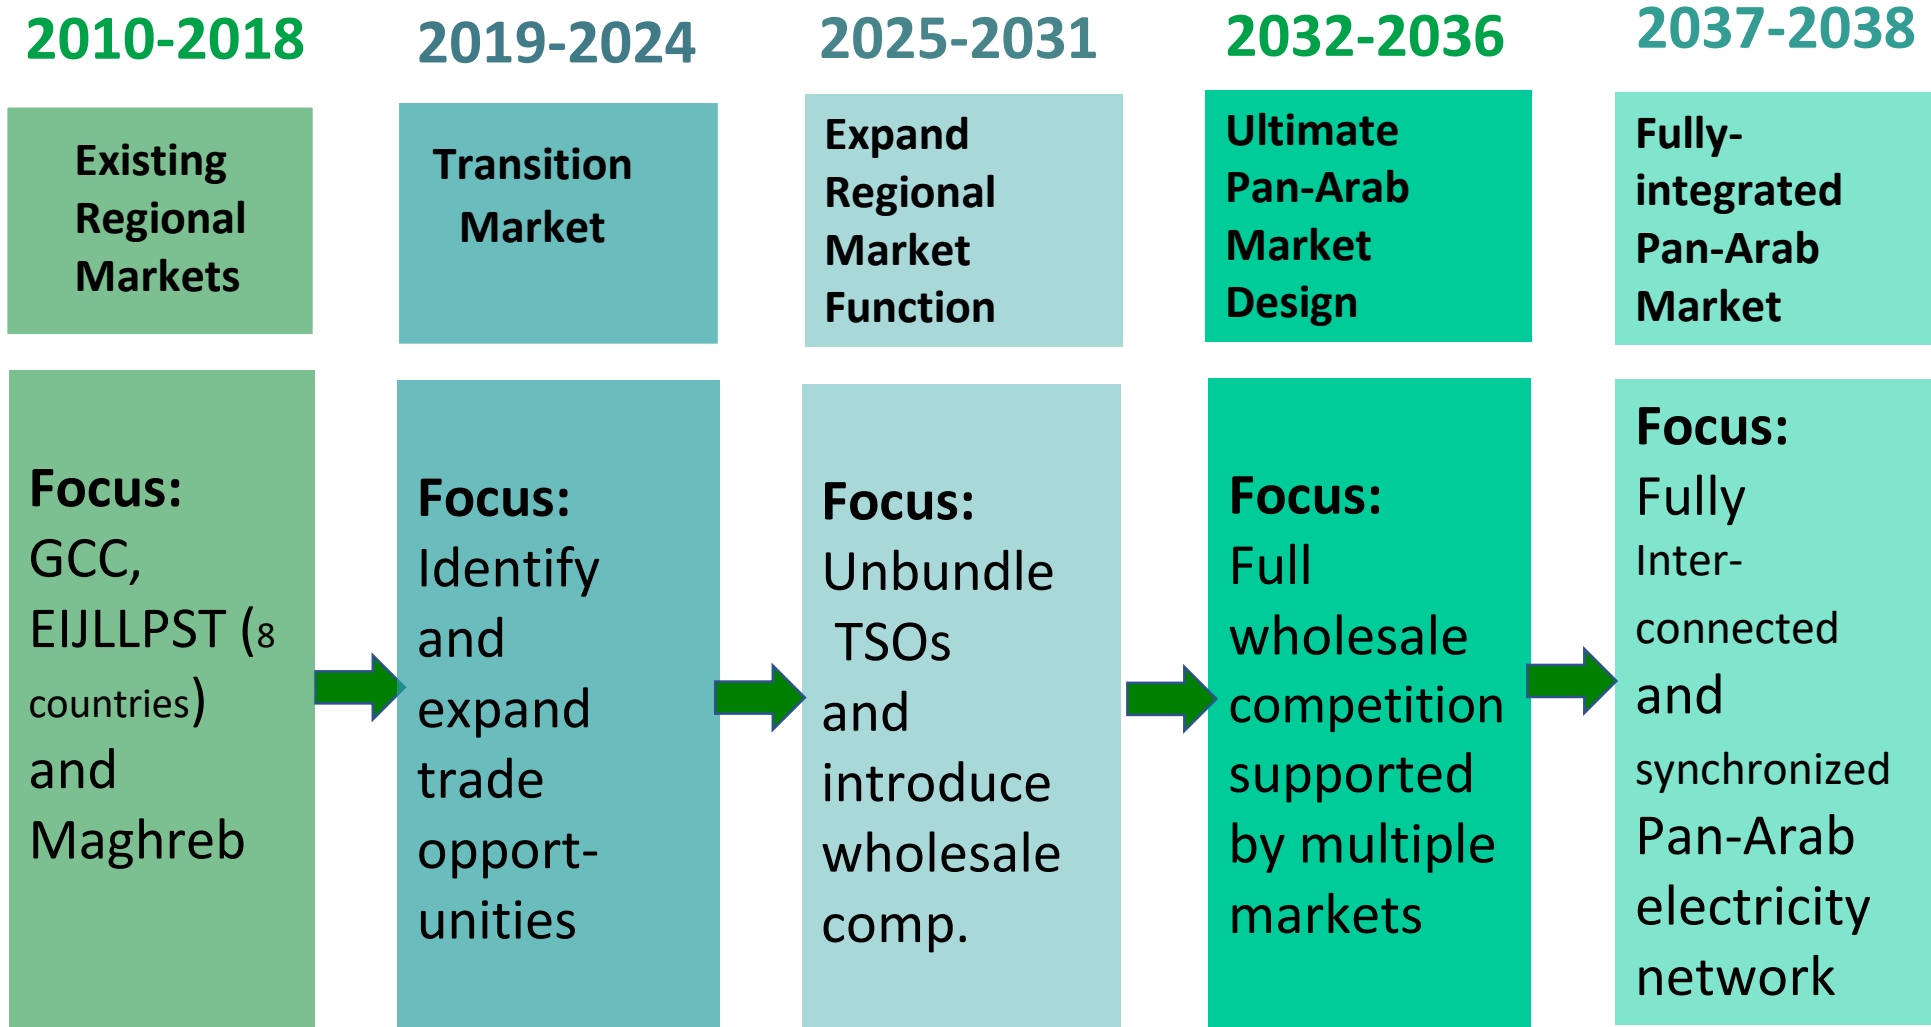 2010-2018
Existing
Regional
Markets
Focus:
GCC,
EIJLLPST (8
countries)
and
Maghreb
2019-2024
Transition
Market
Focus:
Identify
and
expand
trade
opport-
unities
2025-2031
Expand
Regional
Market
Function
Focus:
Unbundle
TSOs
and
introduce
wholesale
comp.
2032-2036
Ultimate
Pan-Arab
Market
Design
Focus:
Full
wholesale
competition
supported
by multiple
markets
2037-2038
Fully-
integrated
Pan-Arab
Market
Focus:
Fully
Inter-
connected
and
synchronized
Pan-Arab
electricity
network